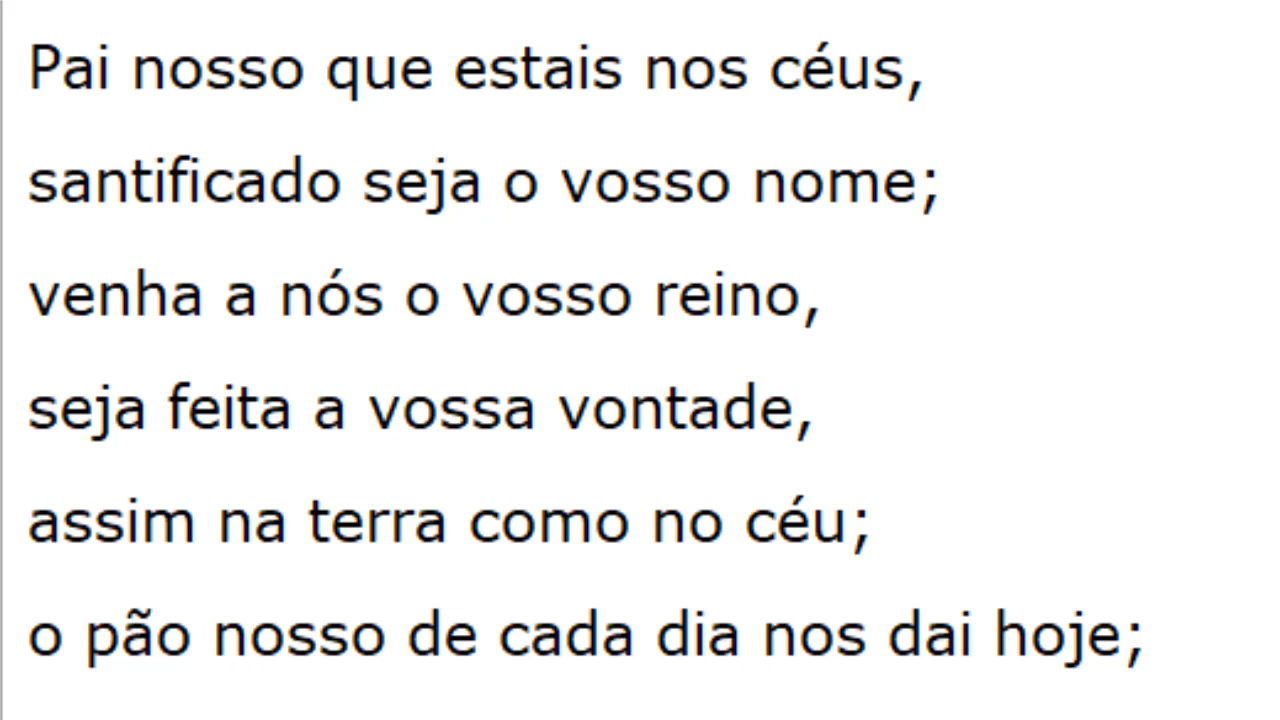 Pai nosso que estais nos céus,
santificado seja o vosso nome;
venha a nós o vosso reino,
seja feita a vossa vontade,
assim na terra como no céu;
o pão nosso de cada dia nos dai hoje;